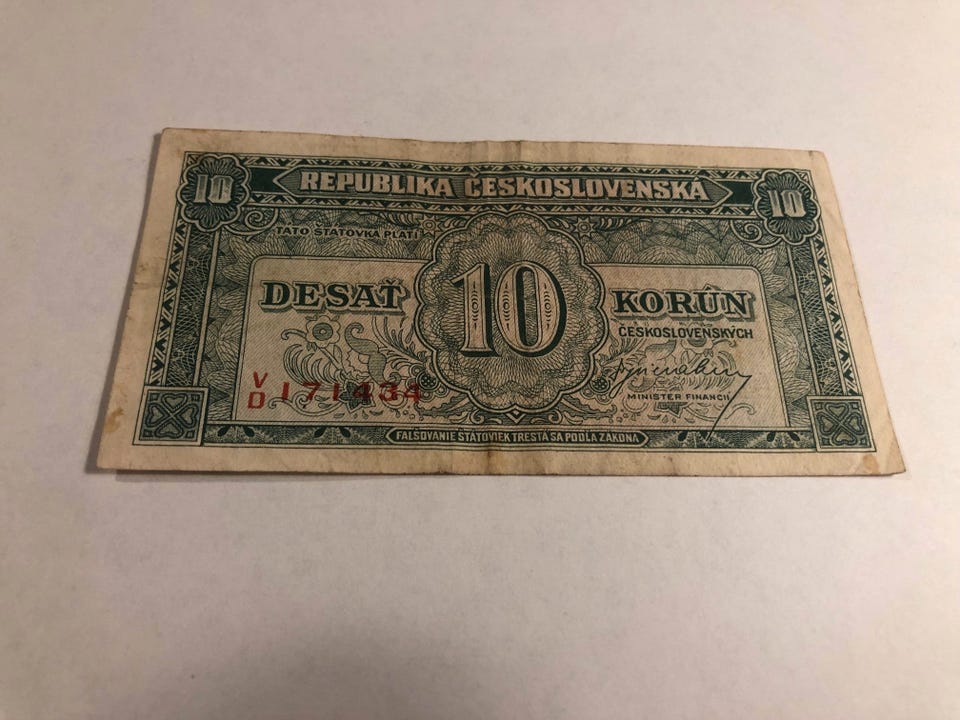 10 REPUBLIKA ČESKOSLOVENSKÁ 10
TÁTO ŠTÁTOVKA PLATÍ
DESAŤ 10 KORÚN
ČESKOSLOVENSKÝCH
V
D 171434
MINISTER FINANCIÍ
FALŠOVANIE ŠTÁTOVIEK TRESTÁ SA PODĽA ZÁKONA